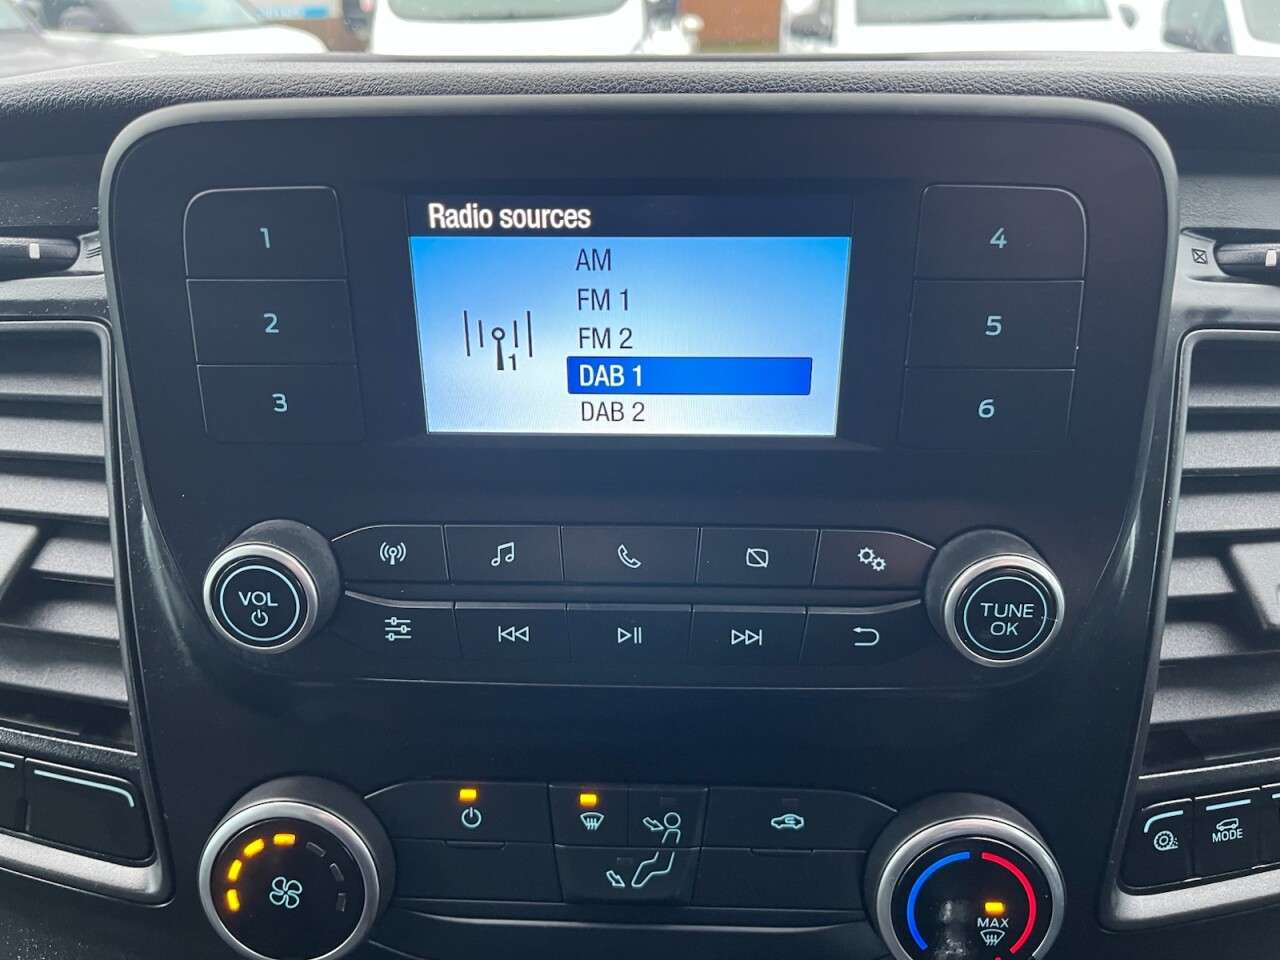 Radio sources
AM
FM 1
FM 2
DAB 1
DAB 2
1
1
2
3
4
5
6
VOL
TUNE
OK
MAX
MODE